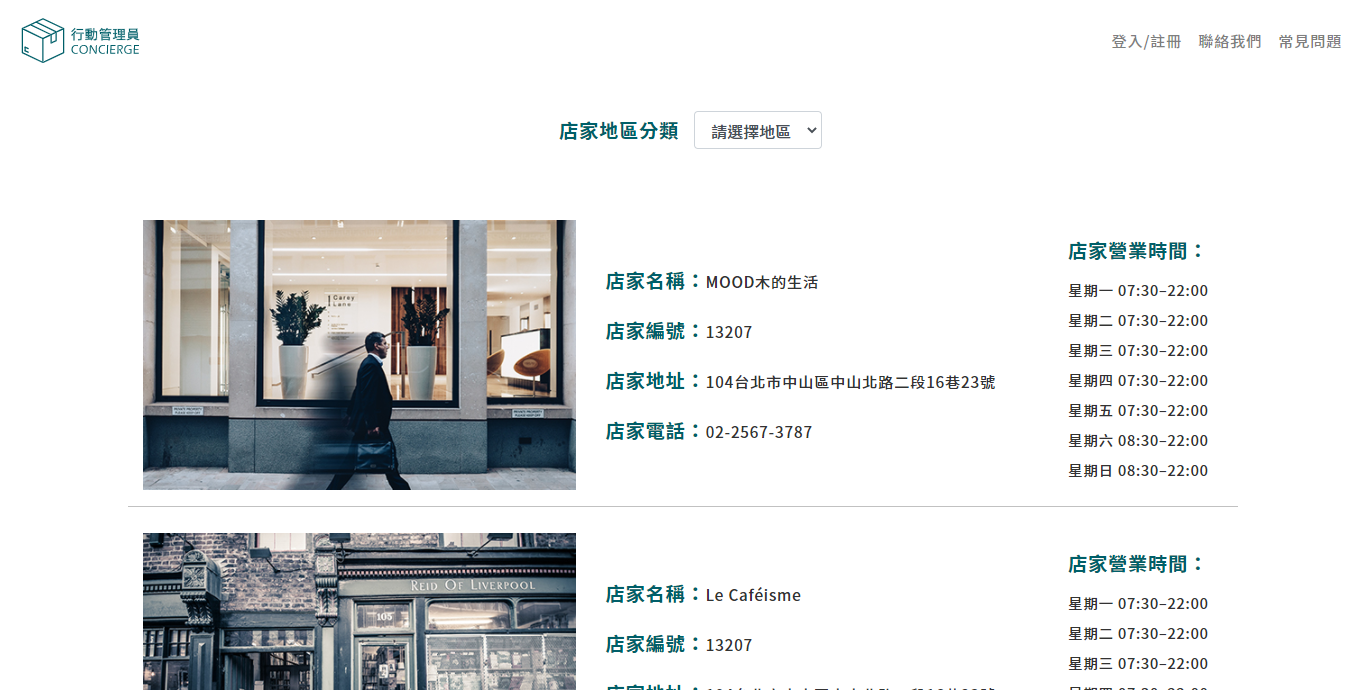 行動管理員
CONCIERGE
登入/註冊 聯絡我們 常見問題
店家地區分類 請選擇地區
Carey
Lane
店家名稱：MOOD木的生活
店家編號：13207
店家地址：104台北市中山區中山北路二段16巷23號
店家電話：02-2567-3787
店家營業時間：
星期一 07:30–22:00
星期二 07:30–22:00
星期三 07:30–22:00
星期四 07:30–22:00
星期五 07:30–22:00
星期六 08:30–22:00
星期日 08:30–22:00
REID OF LIVERPOOL
105
店家名稱：Le Caféisme
店家編號：13207
店家地址：
店家營業時間：
星期一 07:30–22:00
星期二 07:30–22:00
星期三 07:30–22:00